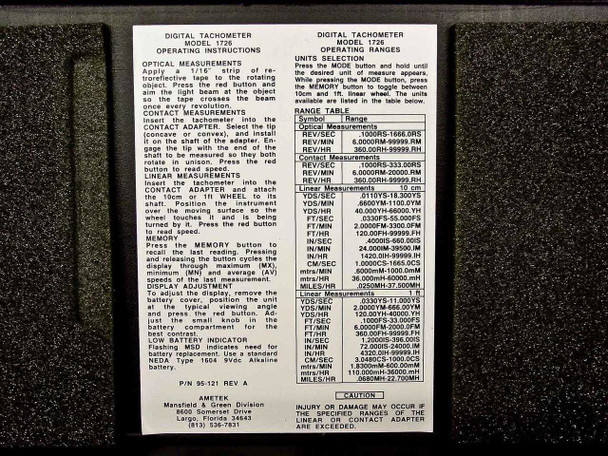 DIGITAL TACHOMETER
MODEL 1726
OPERATING INSTRUCTIONS
OPTICAL MEASUREMENTS
Apply a 1/16" strip of re-
troreflective tape to the rotating
object. Press the red button and
aim the light beam at the object
so the tape crosses the beam
once every revolution.
CONTACT MEASUREMENTS
Insert the tachometer into the
CONTACT ADAPTER. Select the tip
(concave or convex), and install
it on the shaft of the adapter. En-
gage the tip with the end of the
shaft to be measured so they both
rotate in unison. Press the red
button to read speed.
LINEAR MEASUREMENTS
Insert the tachometer into the
CONTACT ADAPTER and attach
the 10cm or 1ft WHEEL to its
shaft. Position the instrument
over the moving surface so the
wheel touches it and is being
turned by it. Press the red button
to read speed.
MEMORY
Press the MEMORY button to
recall the last reading. Pressing
and releasing the button cycles the
display through maximum (MX),
minimum (MN) and average (AV)
speeds of the last measurement.
DISPLAY ADJUSTMENT
To adjust the display, remove the
battery cover, position the unit
at the typical viewing angle
and press the red button. Ad-
just the small knob in the
battery compartment for the
best contrast.
LOW BATTERY INDICATOR
Flashing MSD indicates need for
battery replacement. Use a standard
NEDA Type 1604 9Vdc Alkaline
battery.
P/N 95-121 REV A
AMETEK
Mansfield & Green Division
8600 Somerset Drive
Largo, Florida 34643
(813) 536-7831
DIGITAL TACHOMETER
MODEL 1726
OPERATING RANGES
UNITS SELECTION
Press the MODE button and hold until
the desired unit of measure appears.
While pressing the MODE button, press
the MEMORY button to toggle between
10cm and 1ft. linear wheel. The units
available are listed in the table below.
RANGE TABLE
Symbol Range
Optical Measurements
REV/SEC .1000RS-1666.0RS
REV/MIN 6.000RM-99999.RM
REV/HR 360.00RH-99999.RH
Contact Measurements
REV/SEC .1000RS-333.00RS
REV/MIN 6.000RM-20000.RM
REV/HR 360.00RH-99999.RH
Linear Measurements 10 cm
YDS/SEC .0110YS-18.300YS
YDS/MIN .6600YM-1100.0YM
YDS/HR 40.000YH-66000.YH
FT/SEC .0330FS-55.000FS
FT/MIN 2.0000FM-3300.0FM
FT/HR 120.00FH-99999.FH
IN/SEC .4000IS-660.00IS
IN/MIN 24.000IM-39500.IM
IN/HR 1420.0IH-99999.IH
CM/SEC 1.0000CS-1665.0CS
mtrs/MIN .6000mM-1000.0mM
mtrs/HR 36.000mH-60000.mH
MILES/HR .0250MH-37.500MH
Linear Measurements 1 ft
YDS/SEC .0330YS-11.000YS
YDS/MIN 2.0000YM-666.00YM
YDS/HR 120.00YH-40000.YH
FT/SEC .1000FS-33.000FS
FT/MIN 6.0000FM-2000.0FM
FT/HR 360.00FH-99999.FH
IN/SEC 1.2000IS-396.00IS
IN/MIN 72.000IS-24000.IM
IN/HR 4320.0IH-99999.IH
CM/SEC 3.0480CS-1000.0CS
mtrs/MIN 1.8300mM-600.00mM
mtrs/HR 110.000mH-36000.mH
MILES/HR .0680MH-22.700MH
CAUTION
INJURY OR DAMAGE MAY OCCUR IF
THE SPECIFIED RANGES OF THE
LINEAR OR CONTACT ADAPTER
ARE EXCEEDED.